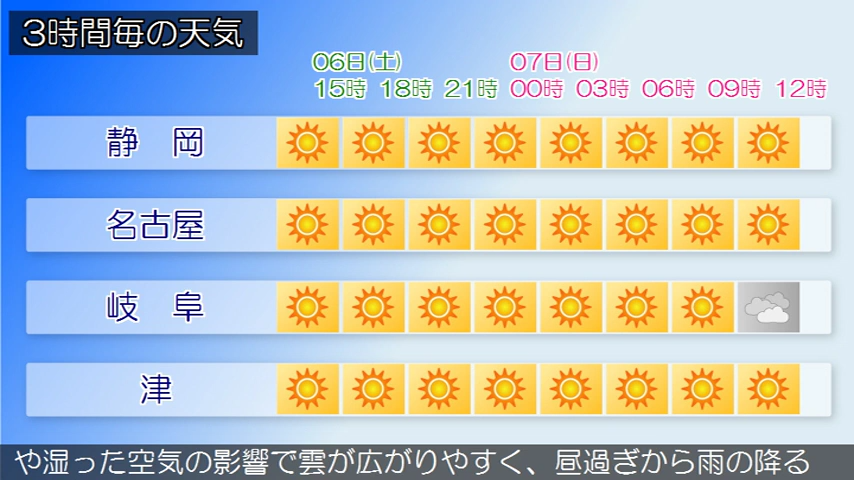 3時間毎の天気
06日(土) 07日(日)
15時 18時 21時 00時 03時 06時 09時 12時
静　岡
名古屋
岐　阜
津
や湿った空気の影響で雲が広がりやすく、昼過ぎから雨の降る